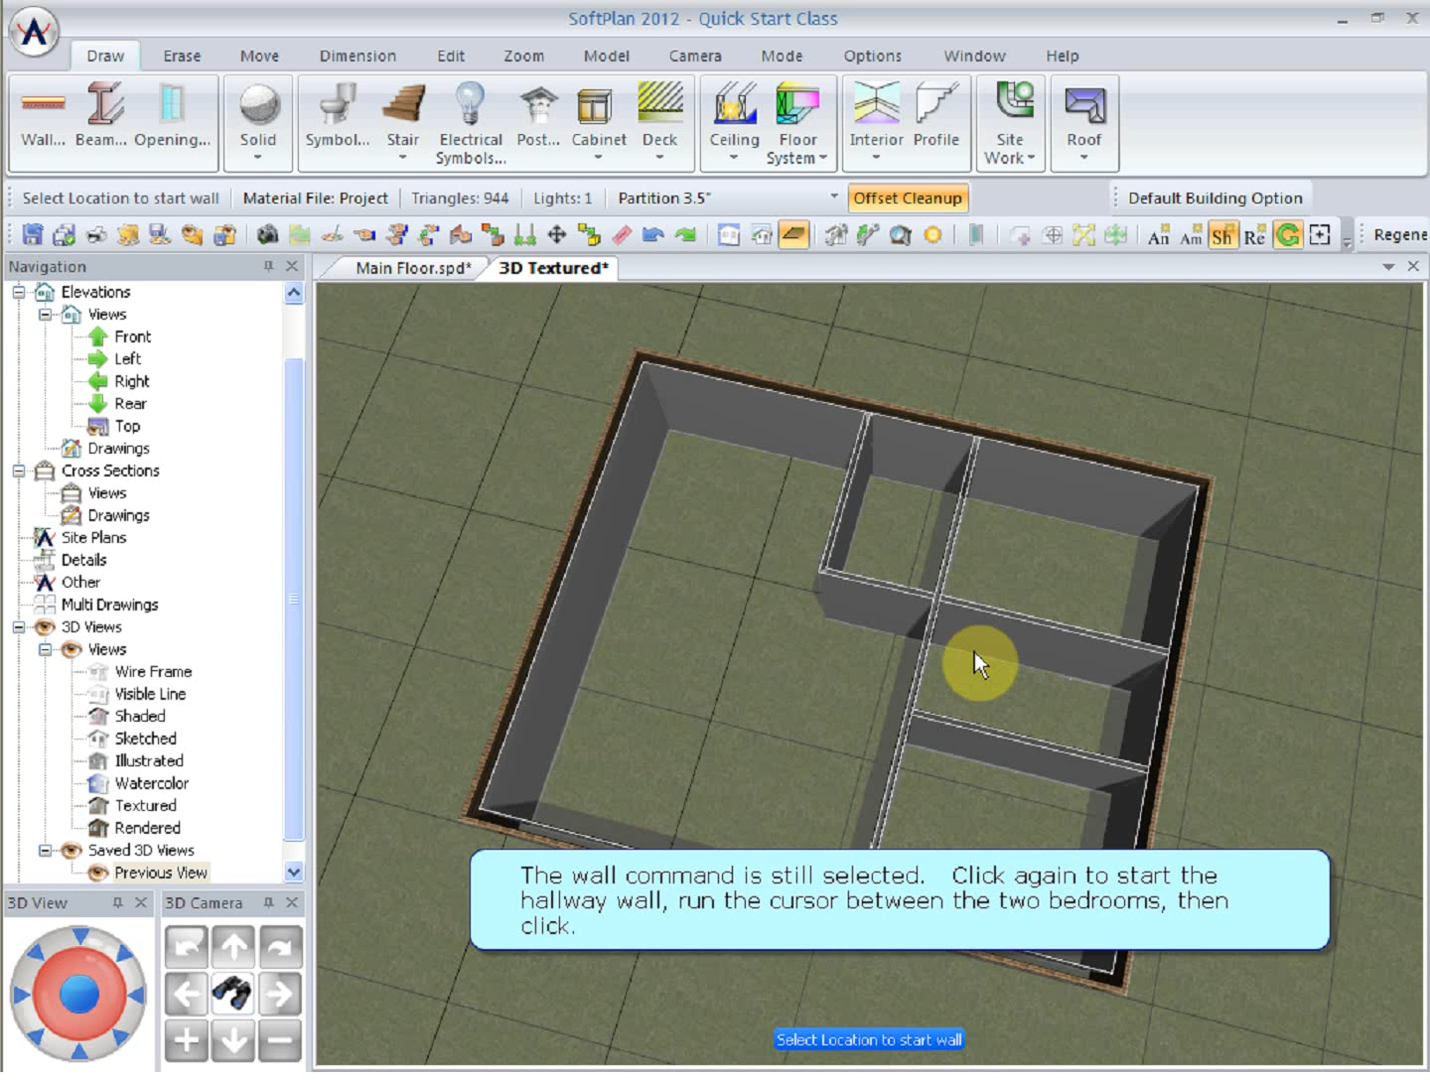 SoftPlan 2012 - Quick Start Class
Draw Erase Move Dimension Edit Zoom Model Camera Mode Options Window Help
Wall... Beam... Opening... Solid Symbol... Stair Electrical Symbols... Post... Cabinet Deck Ceiling Floor System Interior Profile Site Work Roof
Select Location to start wall Material File: Project Triangles: 944 Lights: 1 Partition 3.5" Offset Cleanup Default Building Option
An Am Sh Re Regene
Navigation
Main Floor.spd* 3D Textured*
Elevations
Views
Front
Left
Right
Rear
Top
Drawings
Cross Sections
Views
Drawings
Site Plans
Details
Other
Multi Drawings
3D Views
Views
Wire Frame
Visible Line
Shaded
Sketched
Illustrated
Watercolor
Textured
Rendered
Saved 3D Views
Previous View
3D View 3D Camera
The wall command is still selected. Click again to start the
hallway wall, run the cursor between the two bedrooms, then
click.
Select Location to start wall